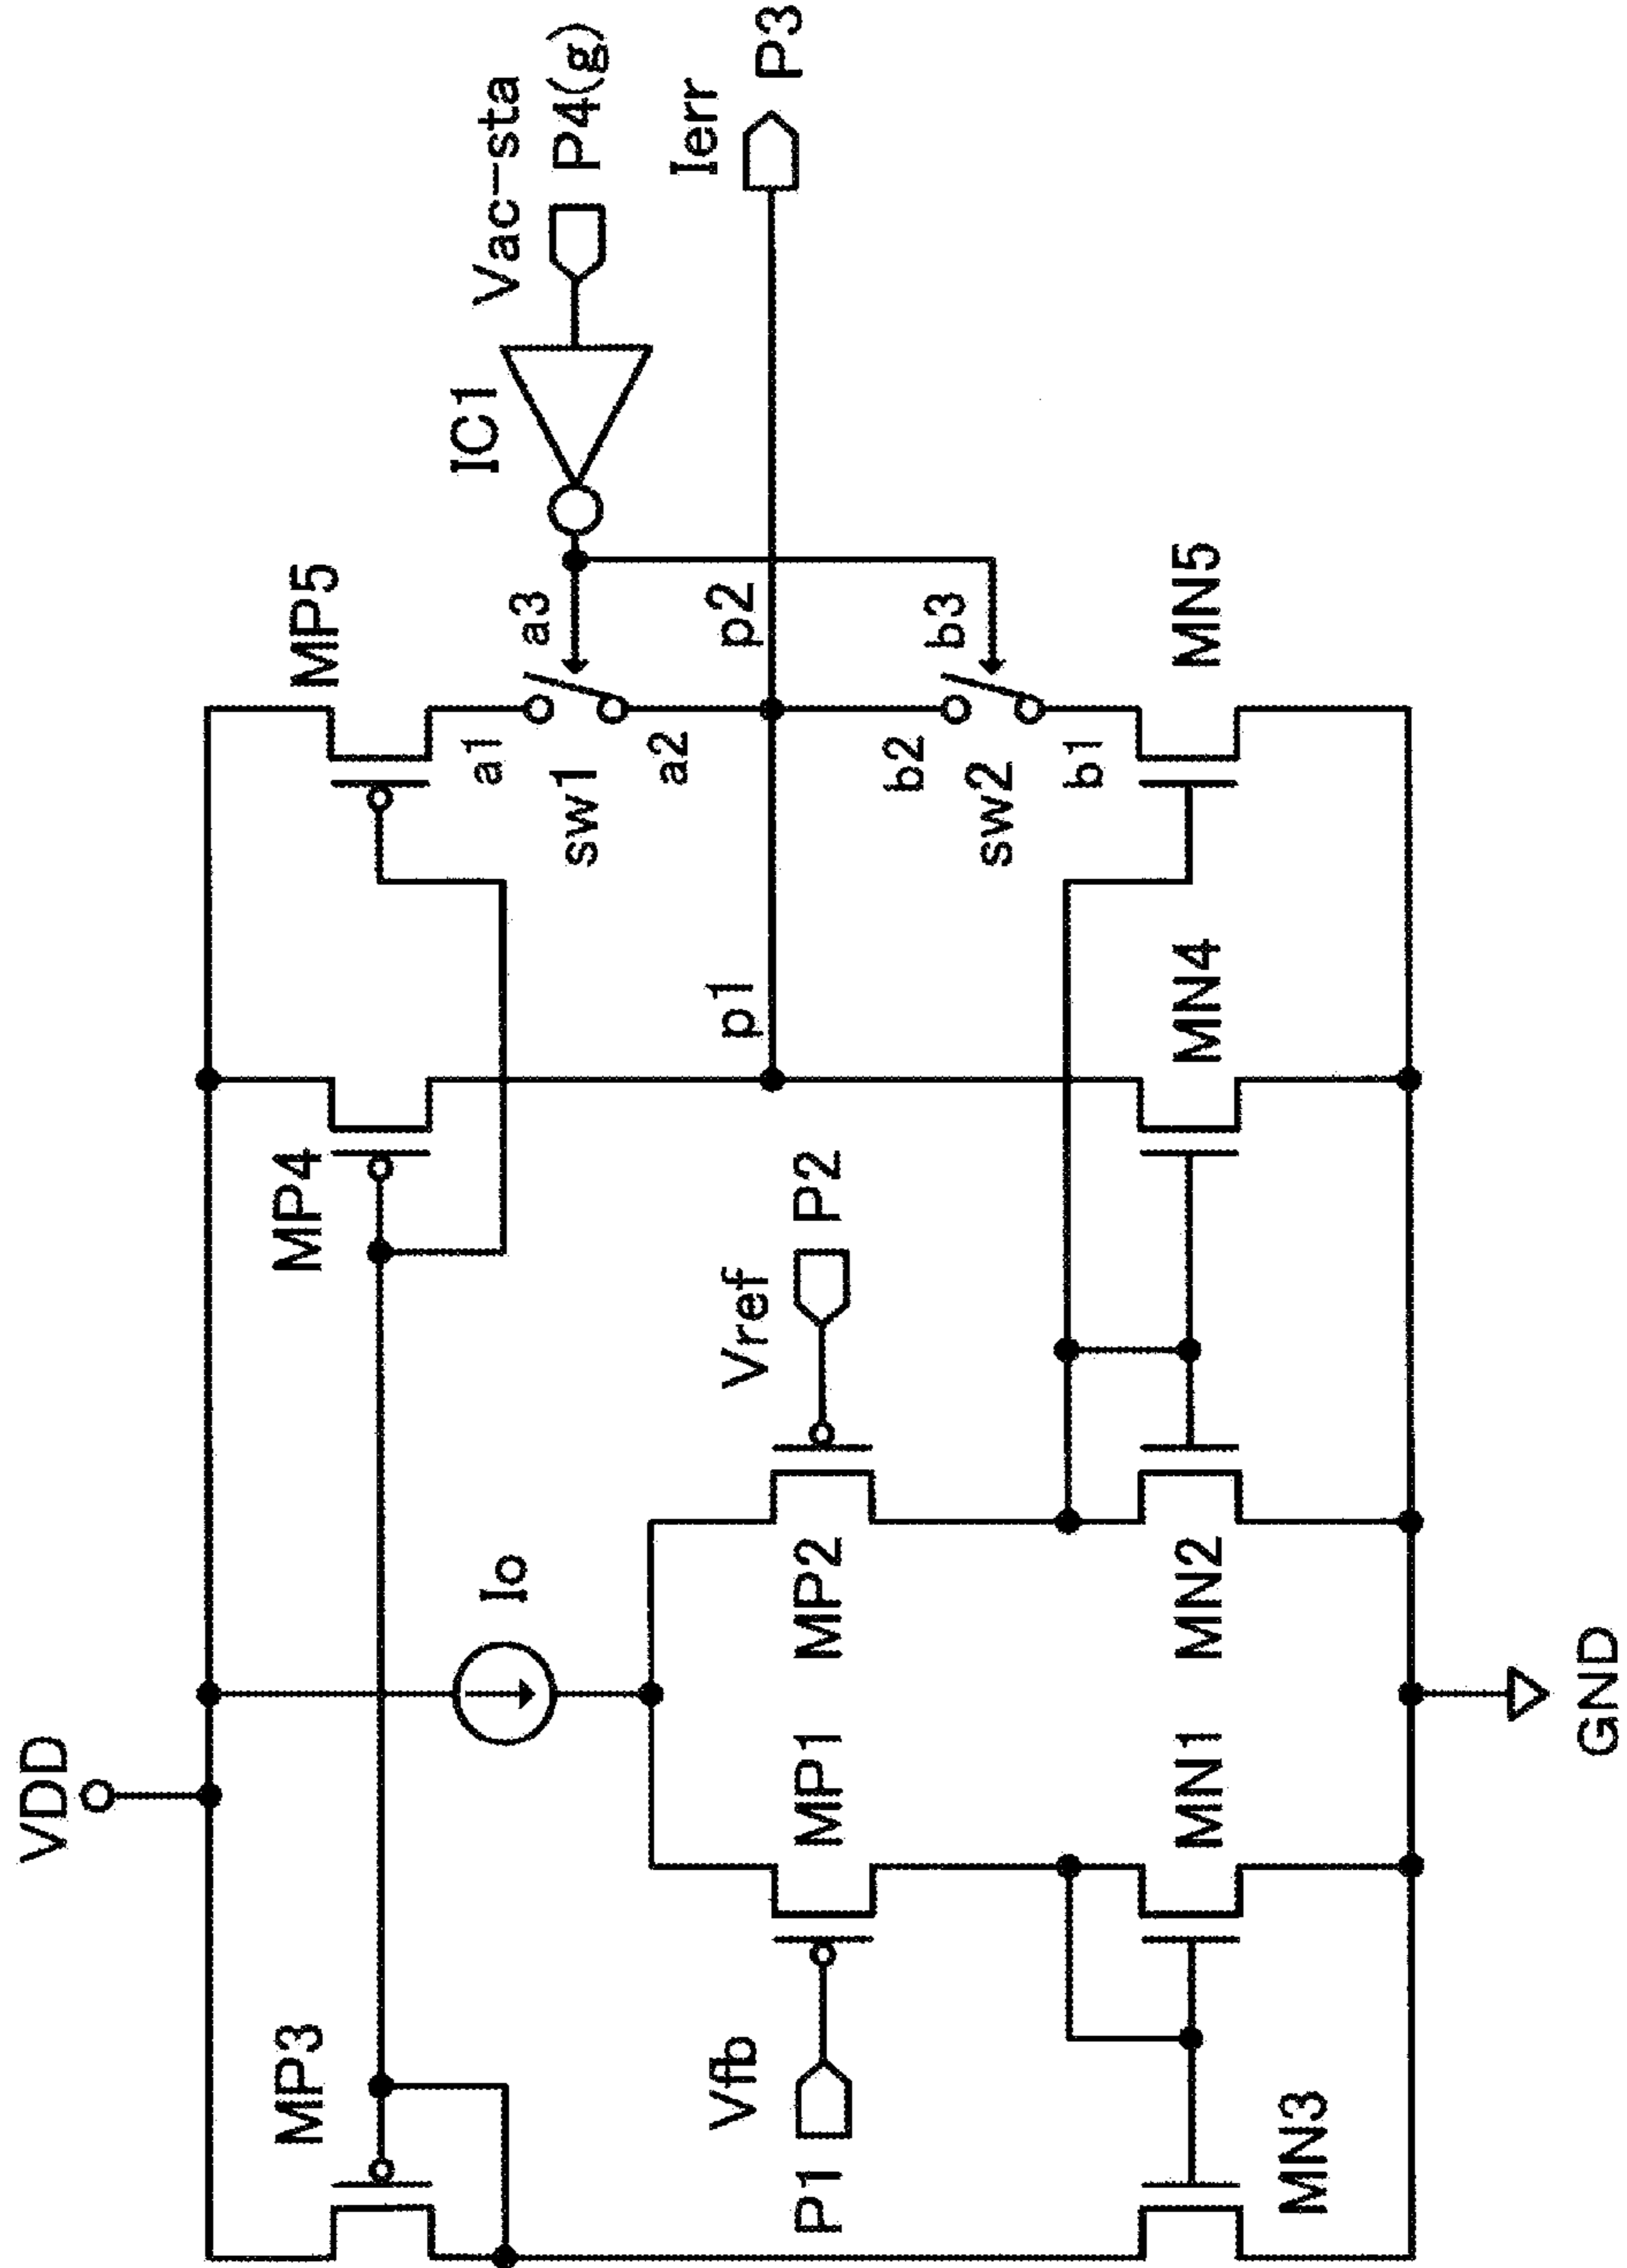 VDD
MP3
MP4
MP5
Io
IC1
Vac-sta
P4(g)
a1
a3
sw1
a2
Ierr
P3
p1
p2
Vfb
P1
MP1
MP2
Vref
P2
b2
b3
sw2
b1
MN3
MN1
MN2
MN4
MN5
GND